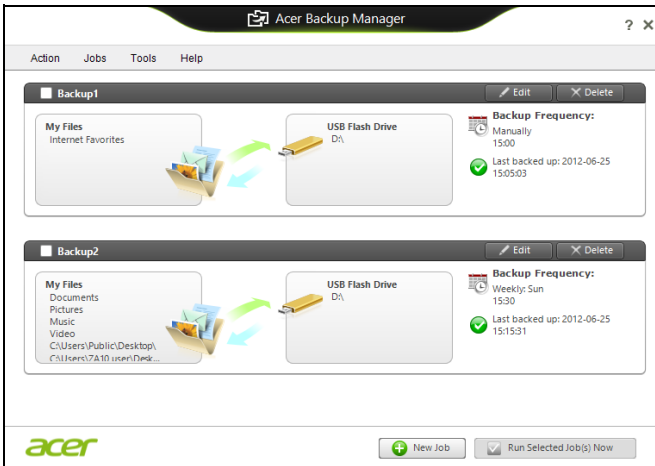 Acer Backup Manager
? X
Action Jobs Tools Help
Backup1
Edit
Delete
My Files
Internet Favorites
USB Flash Drive
D:\
Backup Frequency:
Manually
15:00
Last backed up: 2012-06-25
15:05:03
Backup2
Edit
Delete
My Files
Documents
Pictures
Music
Video
C:\Users\Public\Desktop\
C:\Users\ZA10 user\Desk...
USB Flash Drive
D:\
Backup Frequency:
Weekly: Sun
15:30
Last backed up: 2012-06-25
15:15:31
acer
New Job
Run Selected Job(s) Now